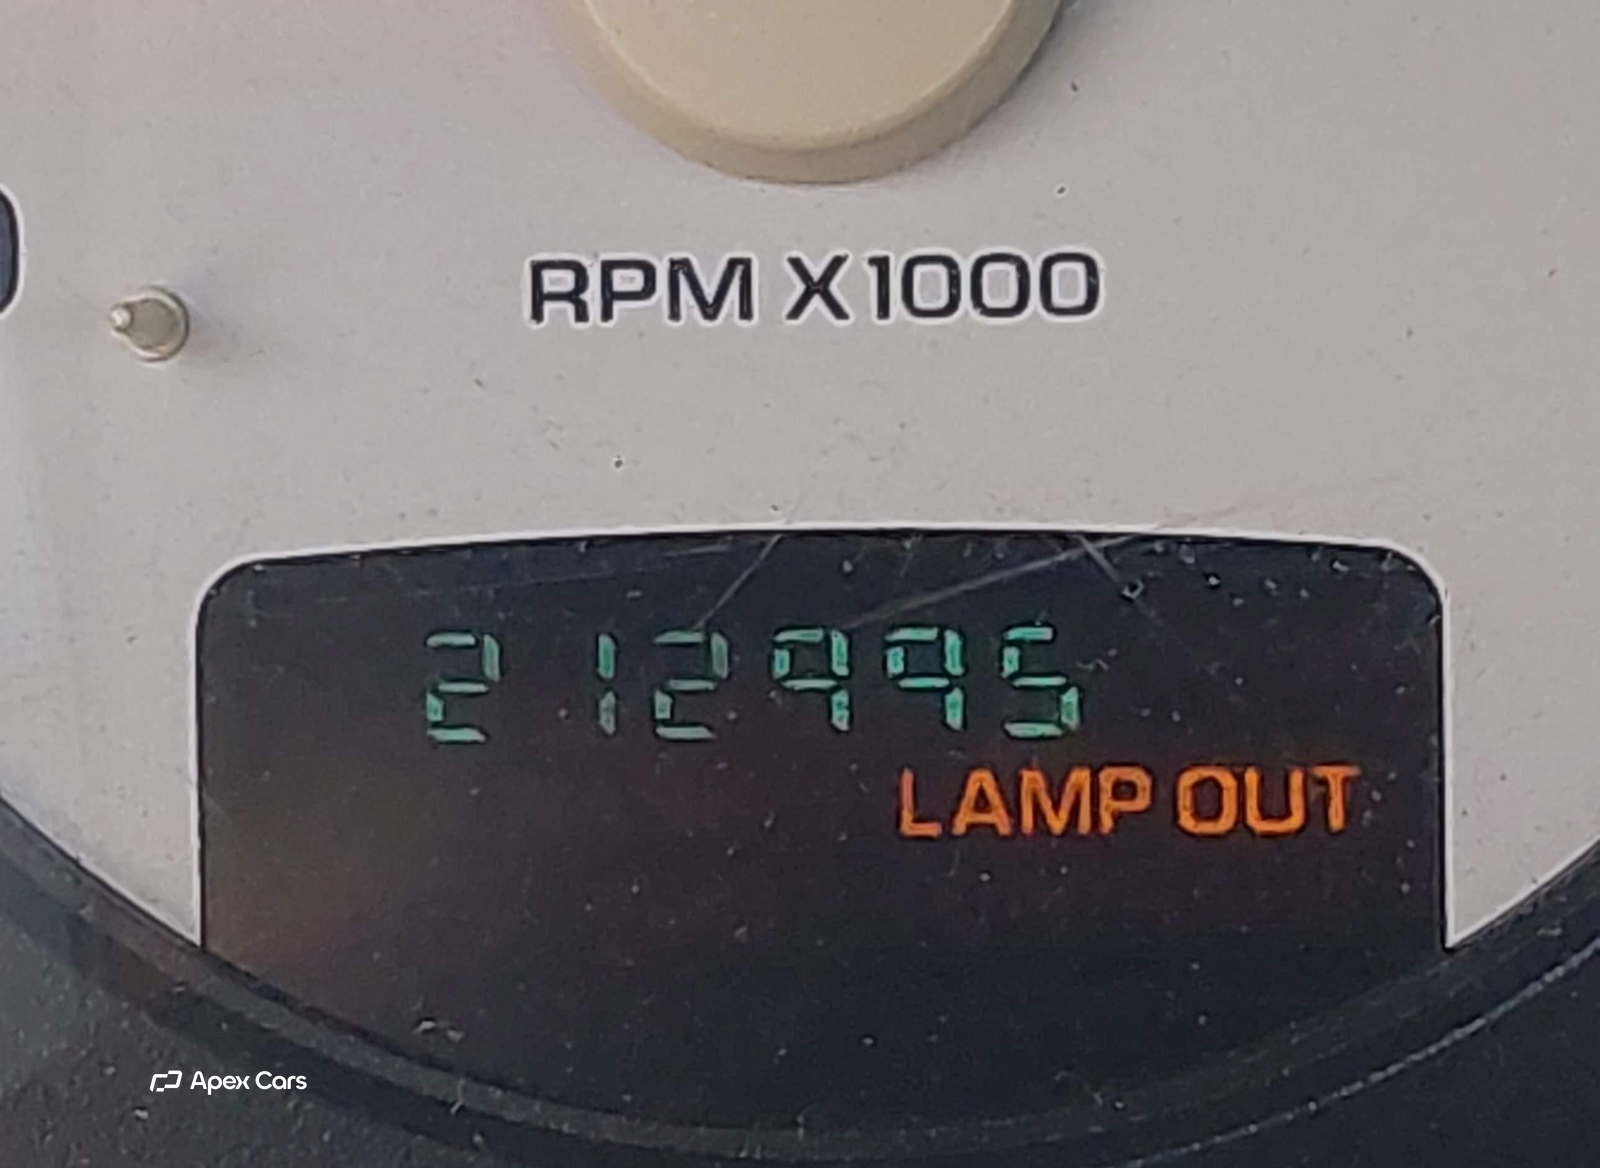 RPM X1000
212995
LAMP OUT
Apex Cars